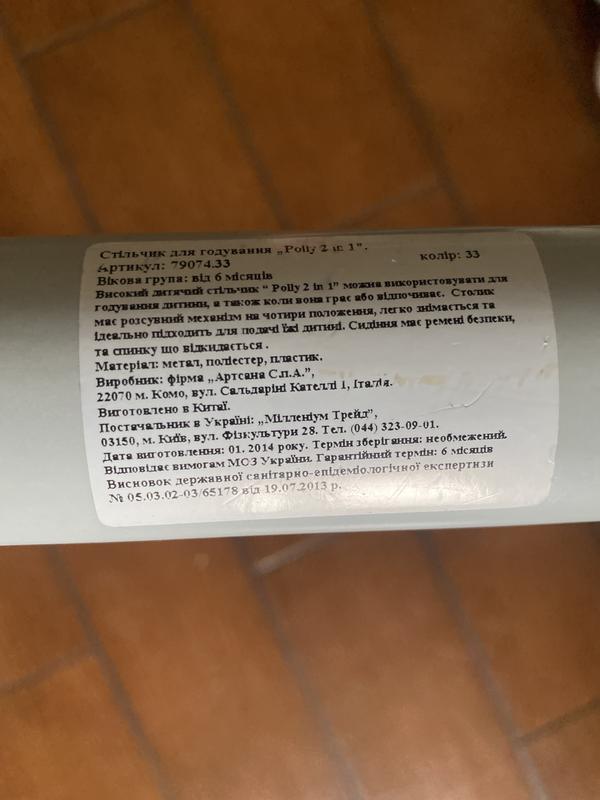 Стільчик для годування „Polly 2 in 1".
колір: 33
Артикул: 79074.33
Вікова група: від 6 місяців
Високий дитячий стільчик " Polly 2 in 1" можна використовувати для
годування дитини, а також коли вона грає або відпочиває. Столик
має розсувний механізм на чотири положення, легко знімається та
ідеально підходить для подачі їжі дитині. Сидіння має ремені безпеки,
та спинку що відкидається .
Матеріал: метал, поліестер, пластик.
Виробник: фірма „Артсана С.п.А.",
22070 м. Комо, вул. Сальдаріні Кателлі 1, Італія.
Виготовлено в Китаї.
Постачальник в Україні: „Мілленіум Трейд",
03150, м. Київ, вул. Фізкультури 28. Тел. (044) 323-09-01.
Дата виготовлення: 01. 2014 року. Термін зберігання: необмежений.
Відповідає вимогам МОЗ України. Гарантійний термін: 6 місяців
Висновок державної санітарно-епідеміологічної експертизи
№ 05.03.02-03/65178 від 19.07.2013 р.